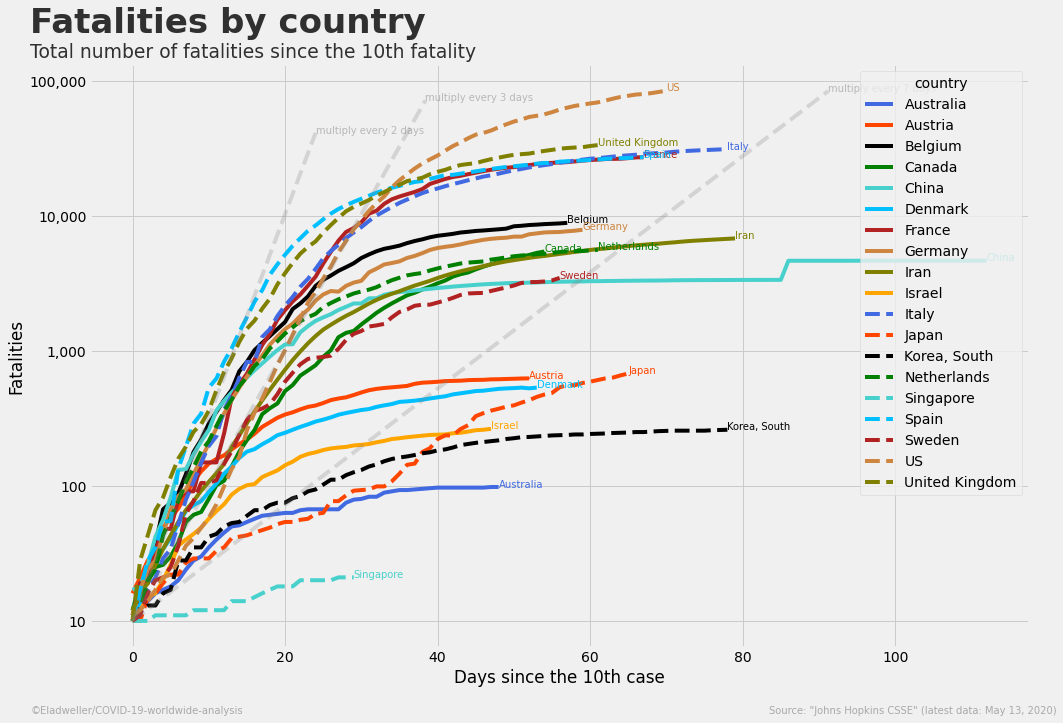 Fatalities by country
Total number of fatalities since the 10th fatality
100,000
10,000
1,000
100
10
Fatalities
0
20
40
60
80
100
Days since the 10th case
multiply every 2 days
multiply every 3 days
multiply every 7 days
US
United Kingdom
Italy
France
Belgium
Germany
Iran
Canada
Netherlands
China
Sweden
Austria
Japan
Denmark
Israel
Korea, South
Australia
Singapore
country
Australia
Austria
Belgium
Canada
China
Denmark
France
Germany
Iran
Israel
Italy
Japan
Korea, South
Netherlands
Singapore
Spain
Sweden
US
United Kingdom
©Eladweller/COVID-19-worldwide-analysis
Source: "Johns Hopkins CSSE" (latest data: May 13, 2020)